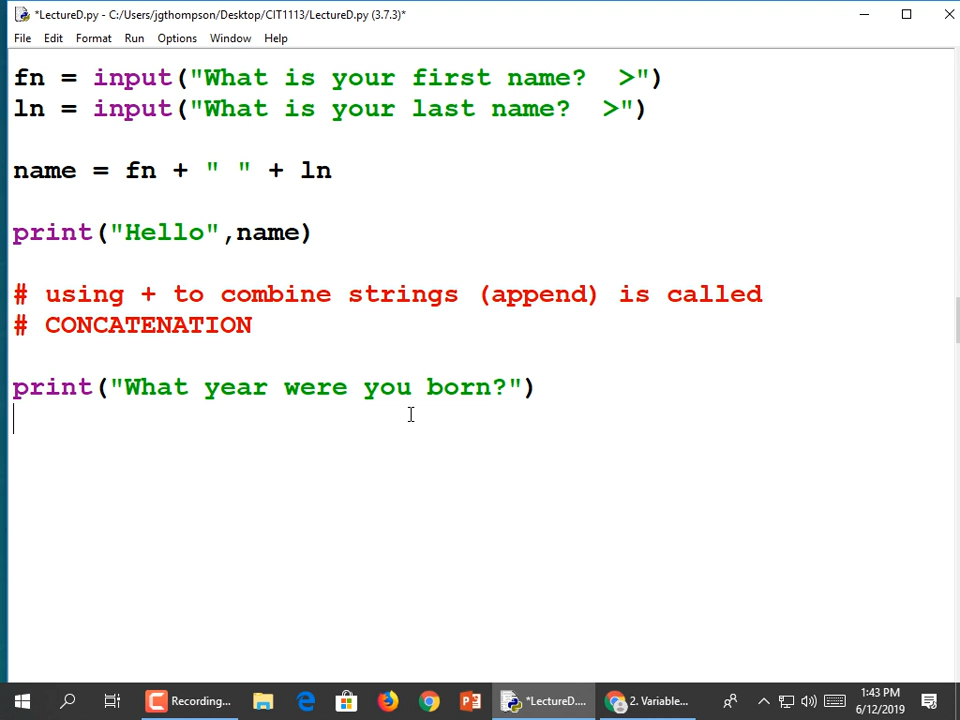 *LectureD.py - C:/Users/jgthompson/Desktop/CIT1113/LectureD.py (3.7.3)*
File Edit Format Run Options Window Help
fn = input("What is your first name?  >")
ln = input("What is your last name?  >")
name = fn + " " + ln
print("Hello",name)
# using + to combine strings (append) is called
# CONCATENATION
print("What year were you born?")
Recording... *LectureD.... 2. Variable... 1:43 PM
6/12/2019